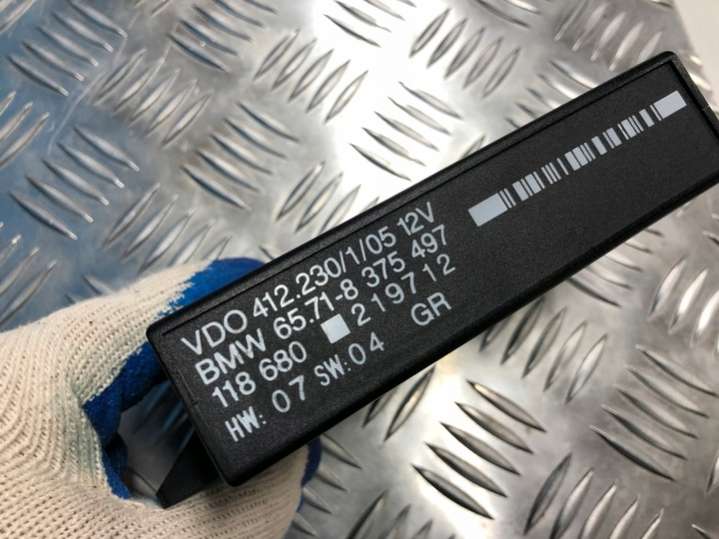 VDO 412.230/1/05 12V
BMW 65.71-8 375 497
118 680 219712
HW: 07 SW:04 GR